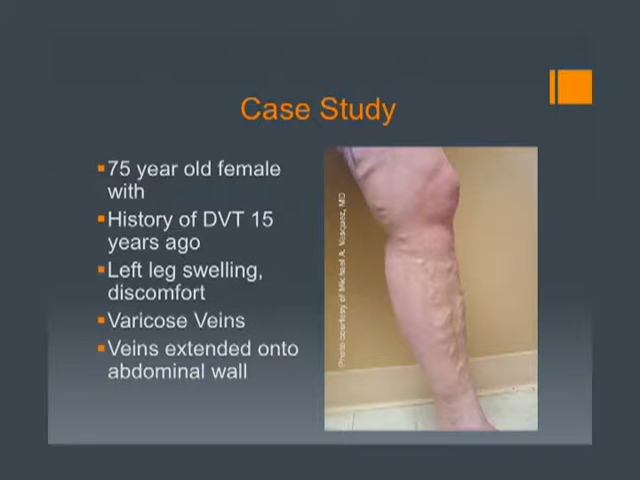 Case Study
75 year old female
with
History of DVT 15
years ago
Left leg swelling,
discomfort
Varicose Veins
Veins extended onto
abdominal wall
Photo courtesy of Michael A. Vasquez, MD